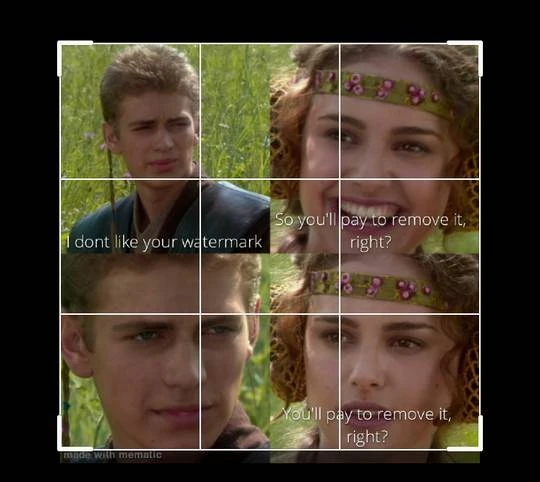 I dont like your watermark
So you'll pay to remove it,
right?
You'll pay to remove it,
right?
made with mematic